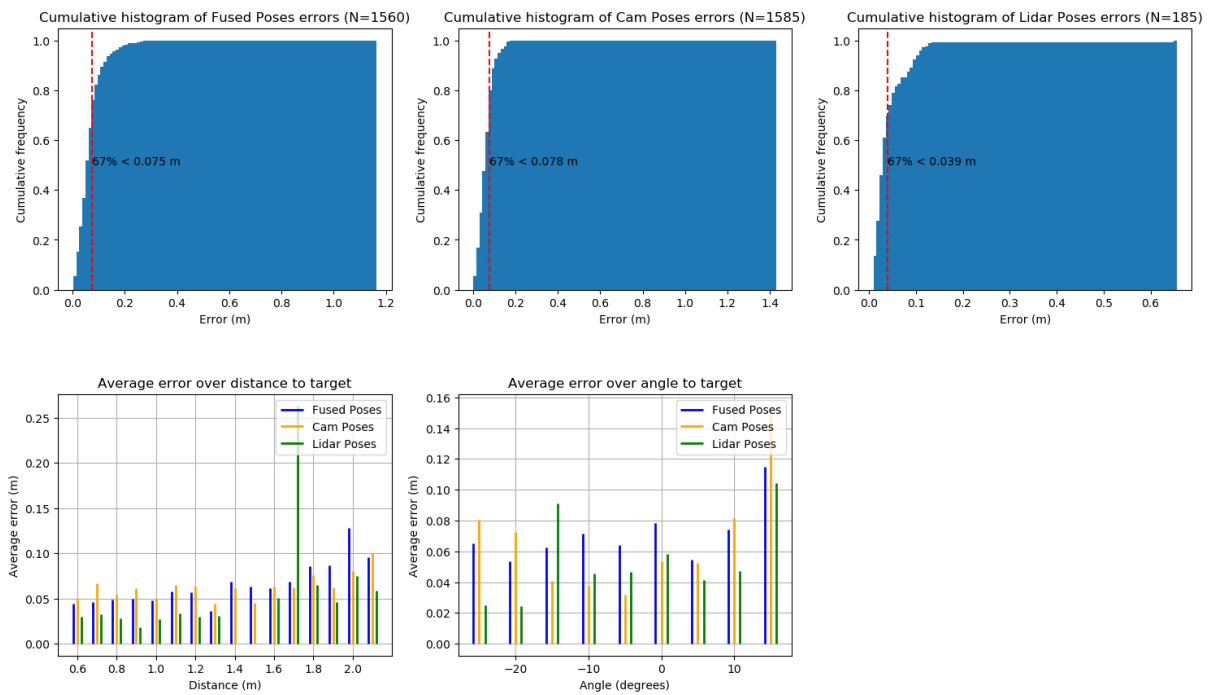 Cumulative histogram of Fused Poses errors (N=1560)
1.0
0.8
0.6
0.4
0.2
0.0
Cumulative frequency
67% < 0.075 m
0.0 0.2 0.4 0.6 0.8 1.0 1.2
Error (m)
Cumulative histogram of Cam Poses errors (N=1585)
1.0
0.8
0.6
0.4
0.2
0.0
Cumulative frequency
67% < 0.078 m
0.0 0.2 0.4 0.6 0.8 1.0 1.2 1.4
Error (m)
Cumulative histogram of Lidar Poses errors (N=185)
1.0
0.8
0.6
0.4
0.2
0.0
Cumulative frequency
67% < 0.039 m
0.0 0.1 0.2 0.3 0.4 0.5 0.6
Error (m)
Average error over distance to target
0.25
0.20
0.15
0.10
0.05
0.00
Average error (m)
Fused Poses
Cam Poses
Lidar Poses
0.6 0.8 1.0 1.2 1.4 1.6 1.8 2.0
Distance (m)
Average error over angle to target
0.16
0.14
0.12
0.10
0.08
0.06
0.04
0.02
0.00
Average error (m)
Fused Poses
Cam Poses
Lidar Poses
−20 −10 0 10
Angle (degrees)